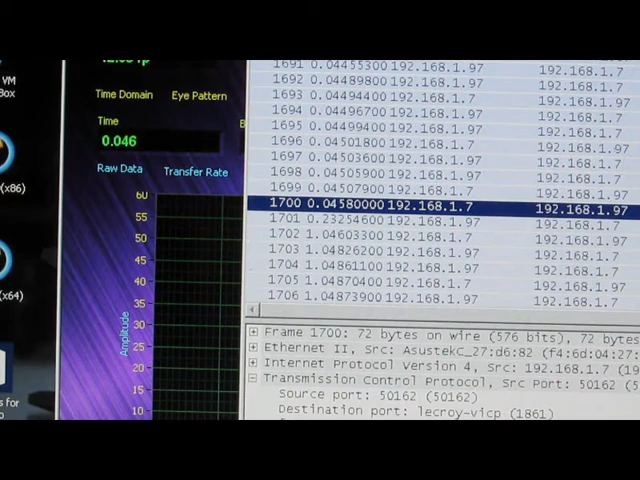 VM
Box
(x86)
(x64)
s for
Time Domain Eye Pattern
Time
0.046
Raw Data Transfer Rate
60
55
50
45
40
35
30
25
20
15
10
Amplitude
1691 0.04455300 192.168.1.97 192.168.1.7
1692 0.04489800 192.168.1.97 192.168.1.7
1693 0.04494400 192.168.1.7 192.168.1.97
1694 0.04496700 192.168.1.97 192.168.1.7
1695 0.04499400 192.168.1.97 192.168.1.7
1696 0.04501800 192.168.1.7 192.168.1.97
1697 0.04503600 192.168.1.97 192.168.1.7
1698 0.04505900 192.168.1.97 192.168.1.7
1699 0.04507900 192.168.1.97 192.168.1.7
1700 0.04580000 192.168.1.7 192.168.1.97
1701 0.23254600 192.168.1.97 192.168.1.7
1702 1.04603300 192.168.1.7 192.168.1.97
1703 1.04826200 192.168.1.97 192.168.1.7
1704 1.04861100 192.168.1.97 192.168.1.7
1705 1.04870400 192.168.1.7 192.168.1.97
1706 1.04873900 192.168.1.97 192.168.1.7
Frame 1700: 72 bytes on wire (576 bits), 72 bytes
Ethernet II, Src: AsustekC_27:d6:82 (f4:6d:04:27:
Internet Protocol Version 4, Src: 192.168.1.7 (19
Transmission Control Protocol, Src Port: 50162 (5
Source port: 50162 (50162)
Destination port: lecroy-vicp (1861)